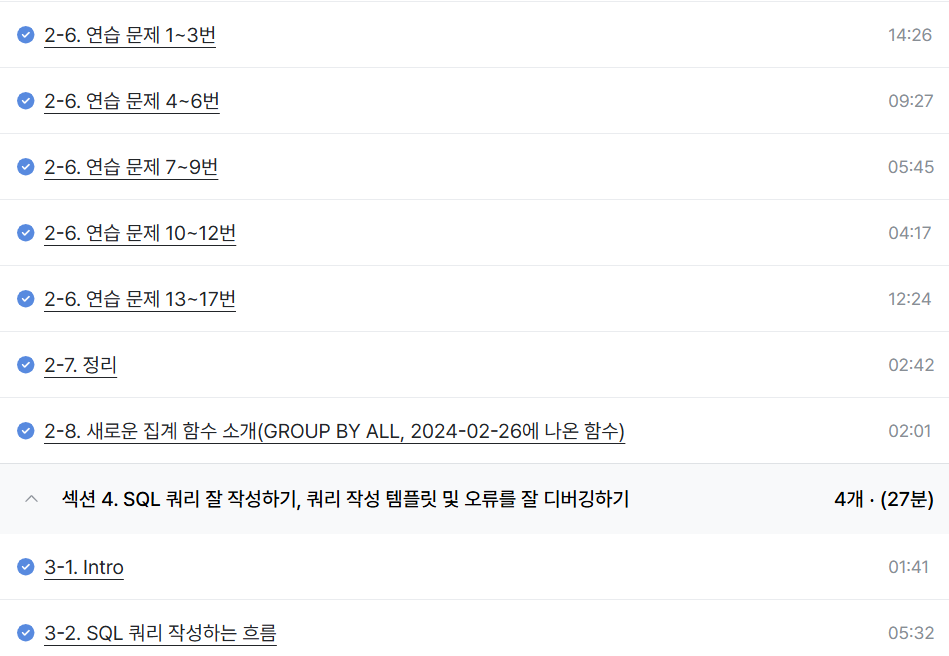 2-6. 연습 문제 1~3번 14:26
2-6. 연습 문제 4~6번 09:27
2-6. 연습 문제 7~9번 05:45
2-6. 연습 문제 10~12번 04:17
2-6. 연습 문제 13~17번 12:24
2-7. 정리 02:42
2-8. 새로운 집계 함수 소개(GROUP BY ALL, 2024-02-26에 나온 함수) 02:01
섹션 4. SQL 쿼리 잘 작성하기, 쿼리 작성 템플릿 및 오류를 잘 디버깅하기 4개 · (27분)
3-1. Intro 01:41
3-2. SQL 쿼리 작성하는 흐름 05:32